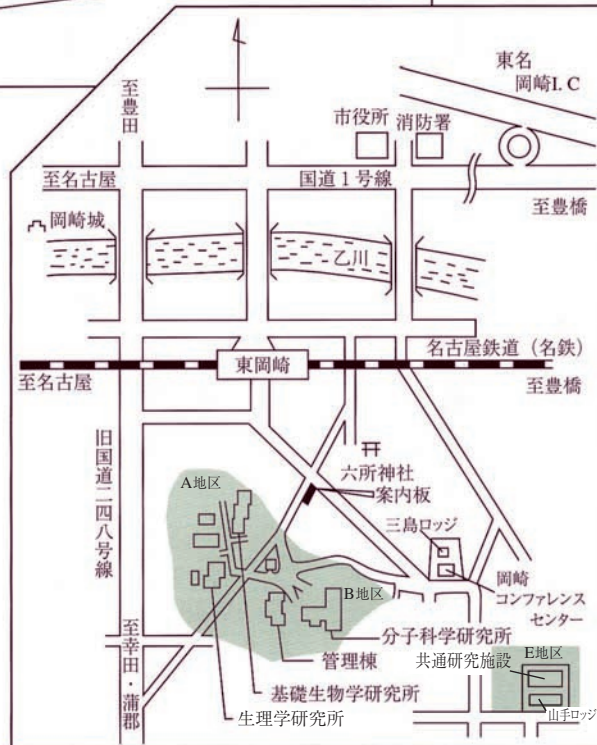 東名
岡崎I. C
至豊田
市役所
消防署
至名古屋
国道1号線
至豊橋
岡崎城
乙川
名古屋鉄道（名鉄）
東岡崎
至名古屋
至豊橋
旧国道二四八号線
A地区
六所神社
案内板
三島ロッジ
岡崎
コンファレンス
センター
B地区
分子科学研究所
管理棟
基礎生物学研究所
生理学研究所
至幸田・蒲郡
共通研究施設
E地区
山手ロッジ